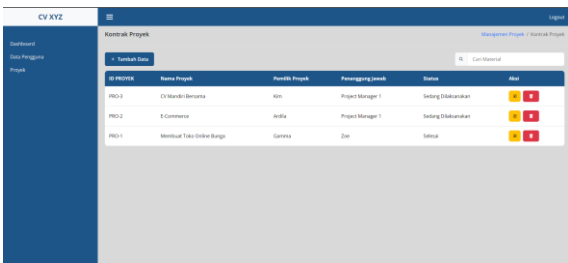 CV XYZ
Logout
Dashboard
Data Pengguna
Proyek
Kontrak Proyek
Manajemen Proyek / Kontrak Proyek
+ Tambah Data
Cari Material
ID PROYEK Nama Proyek Pemilik Proyek Penanggung Jawab Status Aksi
PRO-3 CV Mandiri Bersama Kim Project Manager 1 Sedang Dilaksanakan
PRO-2 E-Commerce Ardila Project Manager 1 Sedang Dilaksanakan
PRO-1 Membuat Toko Online Bunga Gamma Zoe Selesai